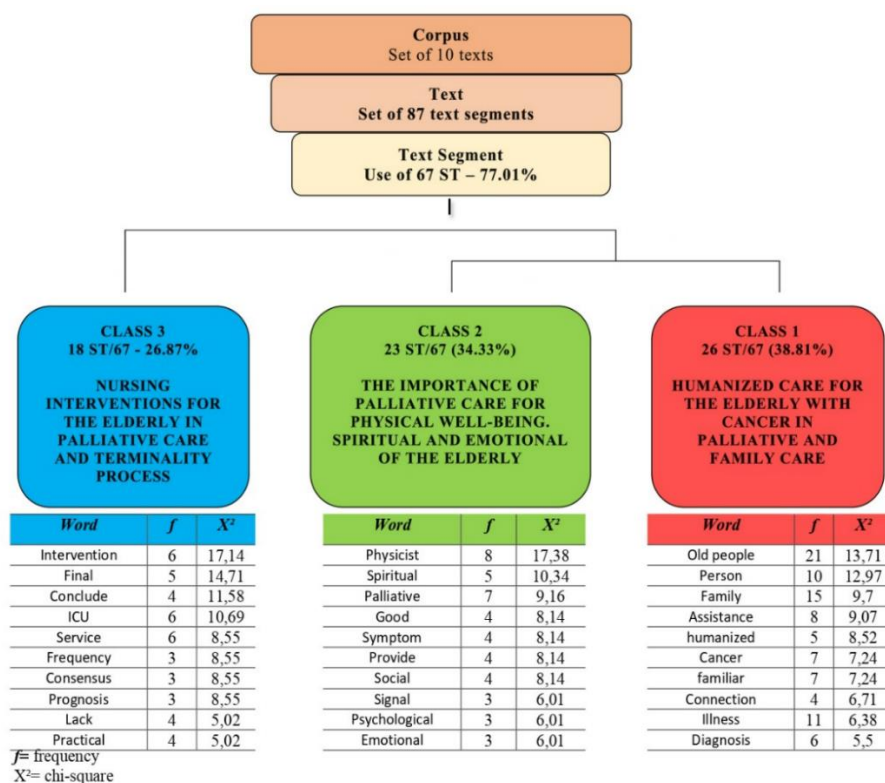 Corpus
Set of 10 texts
Text
Set of 87 text segments
Text Segment
Use of 67 ST – 77.01%
CLASS 3
18 ST/67 - 26.87%
NURSING
INTERVENTIONS FOR
THE ELDERLY IN
PALLIATIVE CARE
AND TERMINALITY
PROCESS
Word f X²
Intervention 6 17,14
Final 5 14,71
Conclude 4 11,58
ICU 6 10,69
Service 6 8,55
Frequency 3 8,55
Consensus 3 8,55
Prognosis 3 8,55
Lack 4 5,02
Practical 4 5,02
CLASS 2
23 ST/67 (34.33%)
THE IMPORTANCE OF
PALLIATIVE CARE FOR
PHYSICAL WELL-BEING.
SPIRITUAL AND EMOTIONAL
OF THE ELDERLY
Word f X²
Physicist 8 17,38
Spiritual 5 10,34
Palliative 7 9,16
Good 4 8,14
Symptom 4 8,14
Provide 4 8,14
Social 4 8,14
Signal 3 6,01
Psychological 3 6,01
Emotional 3 6,01
CLASS 1
26 ST/67 (38.81%)
HUMANIZED CARE FOR
THE ELDERLY WITH
CANCER IN
PALLIATIVE AND
FAMILY CARE
Word f X²
Old people 21 13,71
Person 10 12,97
Family 15 9,7
Assistance 8 9,07
humanized 5 8,52
Cancer 7 7,24
familiar 7 7,24
Connection 4 6,71
Illness 11 6,38
Diagnosis 6 5,5
f= frequency
X²= chi-square